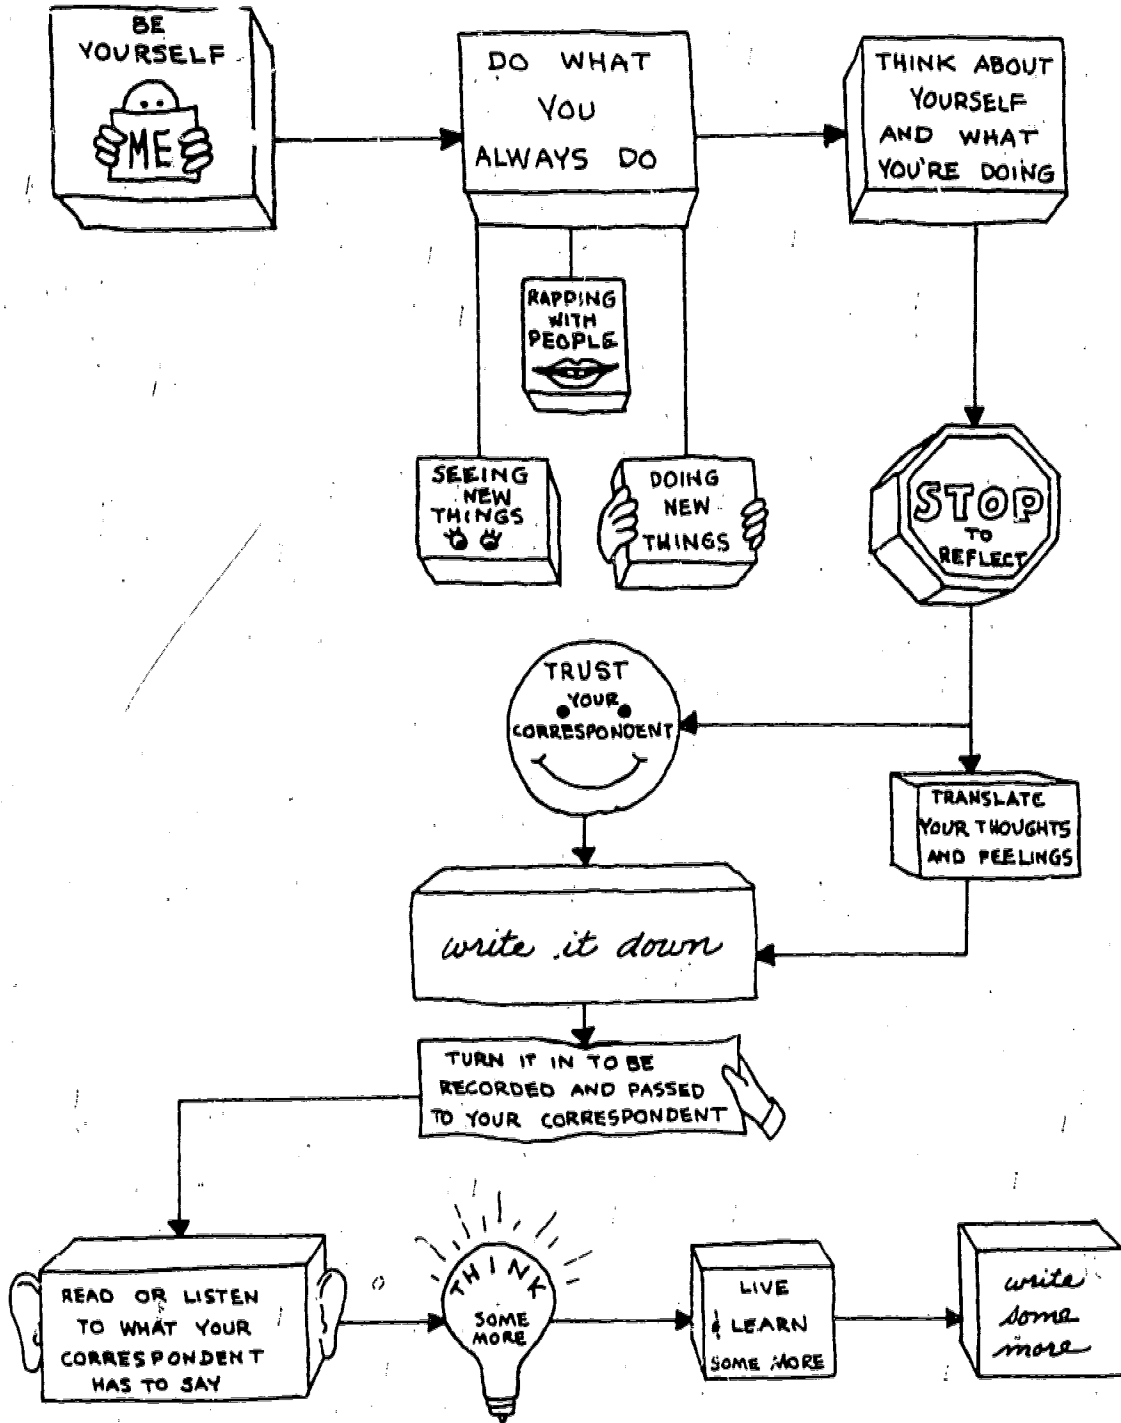 BE
YOURSELF
ME
DO WHAT
YOU
ALWAYS DO
THINK ABOUT
YOURSELF
AND WHAT
YOU'RE DOING
RAPPING
WITH
PEOPLE
SEEING
NEW
THINGS
DOING
NEW
THINGS
STOP
TO
REFLECT
TRUST
YOUR
CORRESPONDENT
TRANSLATE
YOUR THOUGHTS
AND FEELINGS
write it down
TURN IT IN TO BE
RECORDED AND PASSED
TO YOUR CORRESPONDENT
READ OR LISTEN
TO WHAT YOUR
CORRESPONDENT
HAS TO SAY
THINK
SOME
MORE
LIVE
& LEARN
SOME MORE
write
some
more